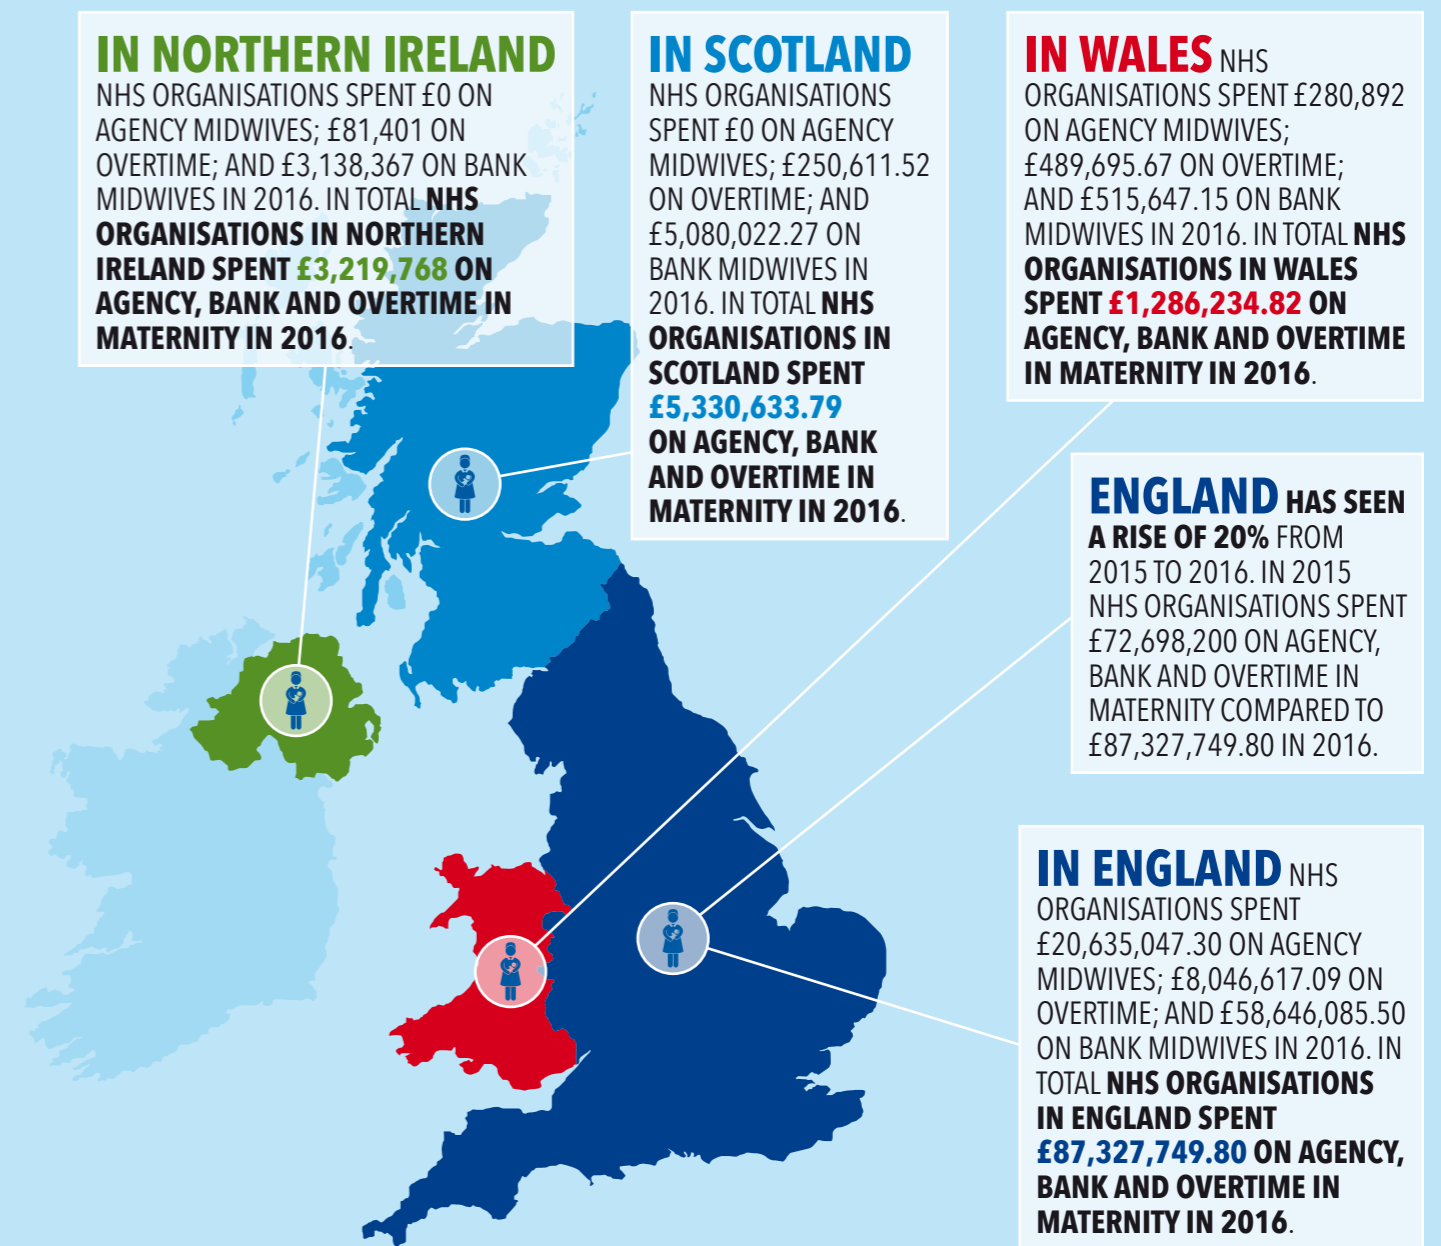 IN NORTHERN IRELAND
NHS ORGANISATIONS SPENT £0 ON
AGENCY MIDWIVES; £81,401 ON
OVERTIME; AND £3,138,367 ON BANK
MIDWIVES IN 2016. IN TOTAL NHS
ORGANISATIONS IN NORTHERN
IRELAND SPENT £3,219,768 ON
AGENCY, BANK AND OVERTIME IN
MATERNITY IN 2016.
IN SCOTLAND
NHS ORGANISATIONS
SPENT £0 ON AGENCY
MIDWIVES; £250,611.52
ON OVERTIME; AND
£5,080,022.27 ON
BANK MIDWIVES IN
2016. IN TOTAL NHS
ORGANISATIONS IN
SCOTLAND SPENT
£5,330,633.79
ON AGENCY, BANK
AND OVERTIME IN
MATERNITY IN 2016.
IN WALES NHS
ORGANISATIONS SPENT £280,892
ON AGENCY MIDWIVES;
£489,695.67 ON OVERTIME;
AND £515,647.15 ON BANK
MIDWIVES IN 2016. IN TOTAL NHS
ORGANISATIONS IN WALES
SPENT £1,286,234.82 ON
AGENCY, BANK AND OVERTIME
IN MATERNITY IN 2016.
ENGLAND HAS SEEN
A RISE OF 20% FROM
2015 TO 2016. IN 2015
NHS ORGANISATIONS SPENT
£72,698,200 ON AGENCY,
BANK AND OVERTIME IN
MATERNITY COMPARED TO
£87,327,749.80 IN 2016.
IN ENGLAND NHS
ORGANISATIONS SPENT
£20,635,047.30 ON AGENCY
MIDWIVES; £8,046,617.09 ON
OVERTIME; AND £58,646,085.50
ON BANK MIDWIVES IN 2016. IN
TOTAL NHS ORGANISATIONS
IN ENGLAND SPENT
£87,327,749.80 ON AGENCY,
BANK AND OVERTIME IN
MATERNITY IN 2016.